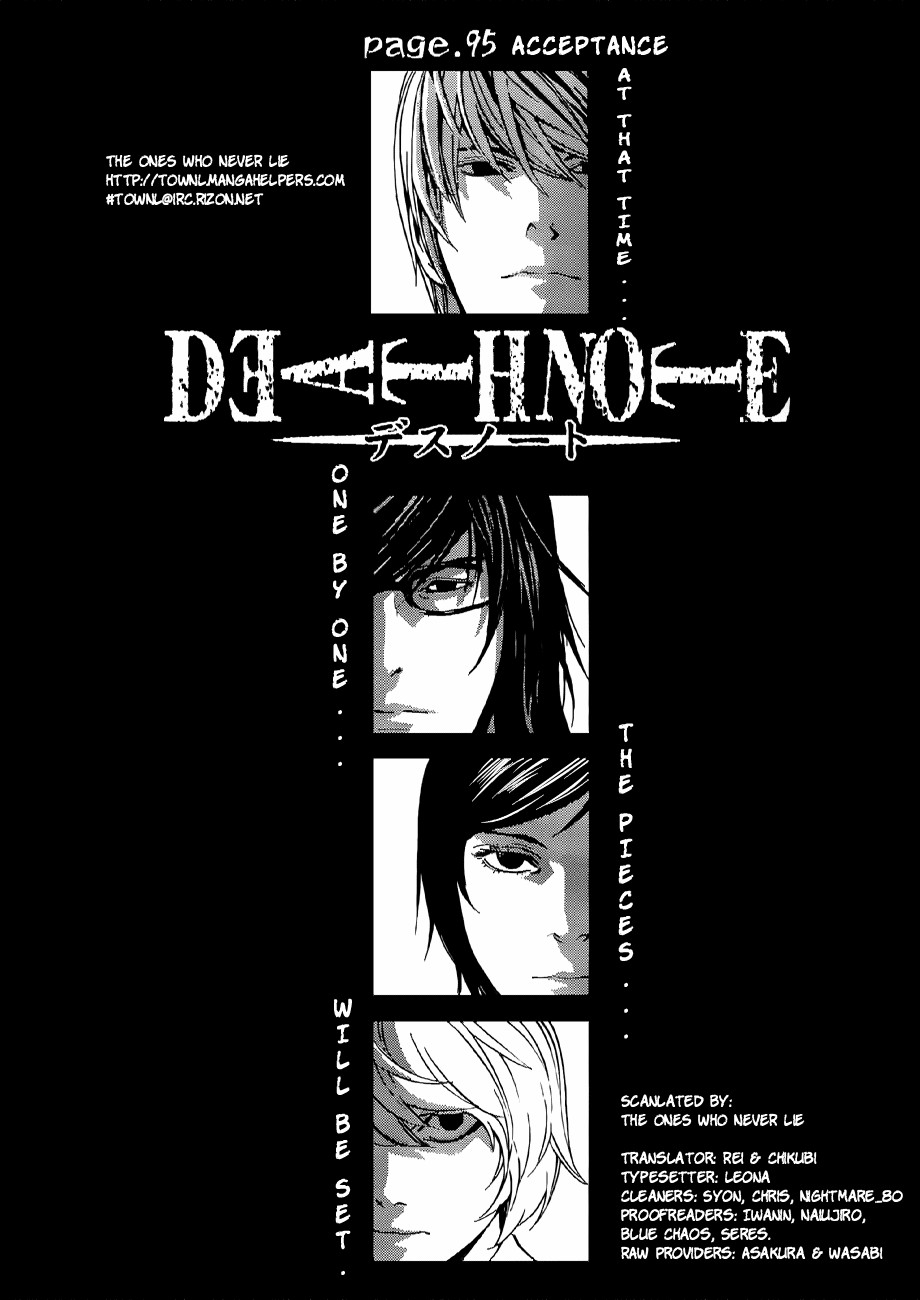 page.95 ACCEPTANCE
AT THAT TIME...
THE ONES WHO NEVER LIE
HTTP://TOWNL.MANGAHELPERS.COM
#TOWNL@IRC.RIZON.NET
DEATH NOTE
デスノート
ONE BY ONE...
THE PIECES...
WILL BE SET.
SCANLATED BY:
THE ONES WHO NEVER LIE
TRANSLATOR: REI & CHIKUBI
TYPESETTER: LEONA
CLEANERS: SYON, CHRIS, NIGHTMARE_BO
PROOFREADERS: IWANIN, NAIUJIRO,
BLUE CHAOS, SERES.
RAW PROVIDERS: ASAKURA & WASABI